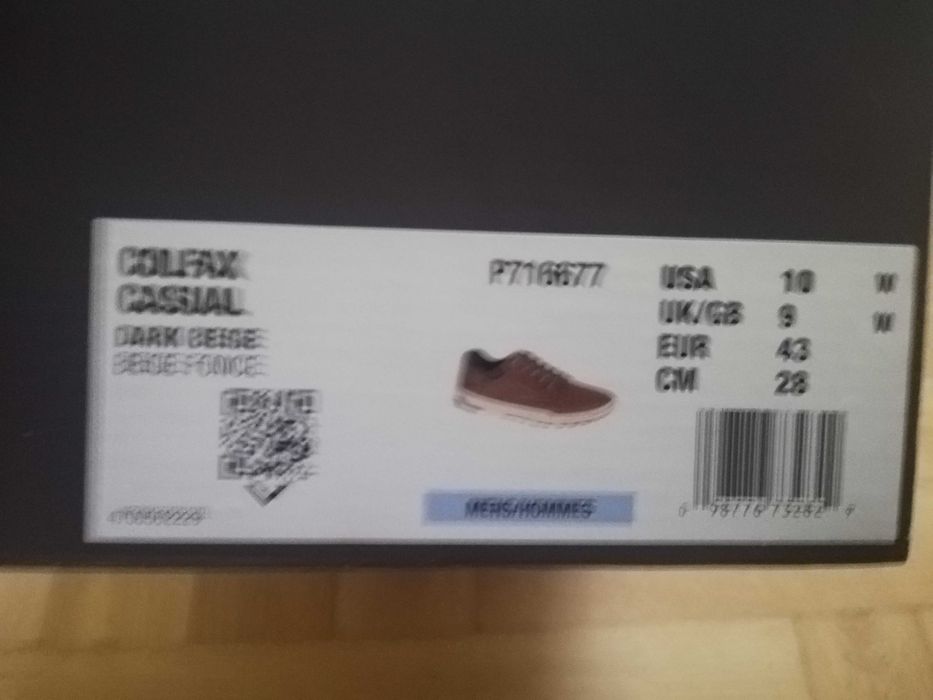 COLFAX
CASUAL
DARK BEIGE
BEIGE FONCE
P716677
USA 10 W
UK/GB 9 W
EUR 43
CM 28
MENS/HOMMES